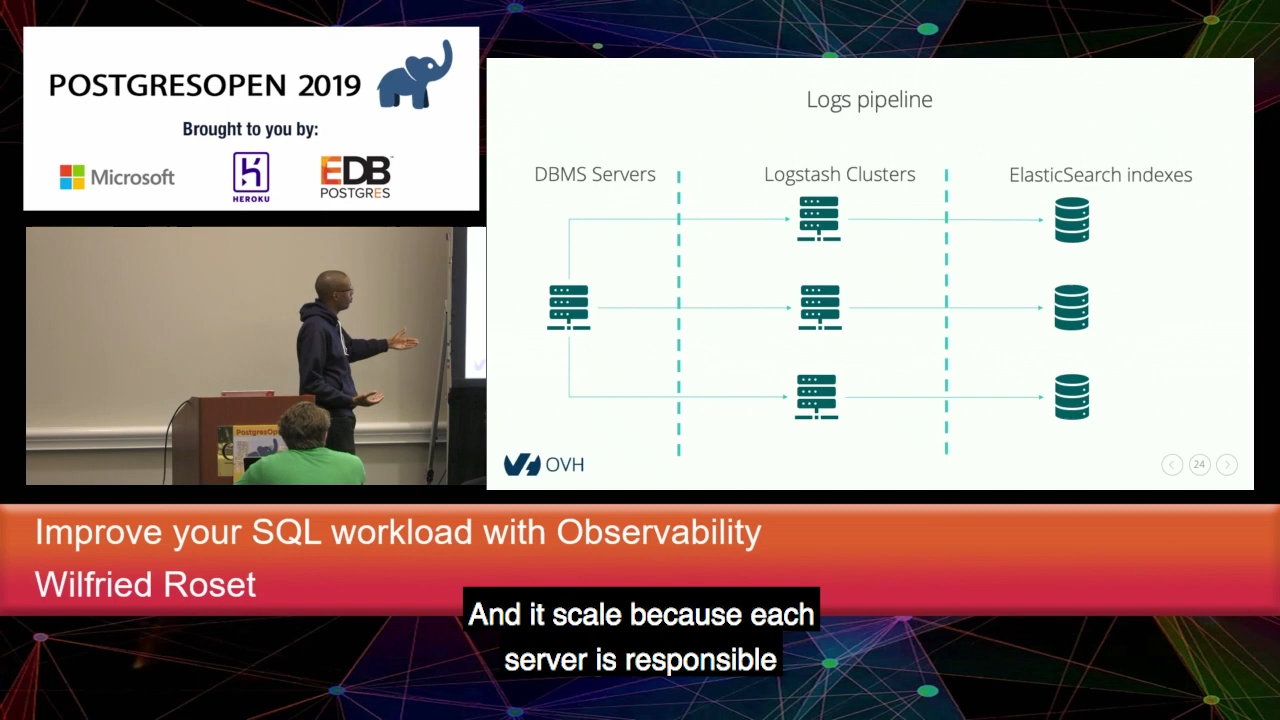 POSTGRESOPEN 2019
Brought to you by:
Microsoft
HEROKU
EDB
POSTGRES
Logs pipeline
DBMS Servers
Logstash Clusters
ElasticSearch indexes
OVH
24
PostgresOpe
Improve your SQL workload with Observability
Wilfried Roset
And it scale because each
server is responsible